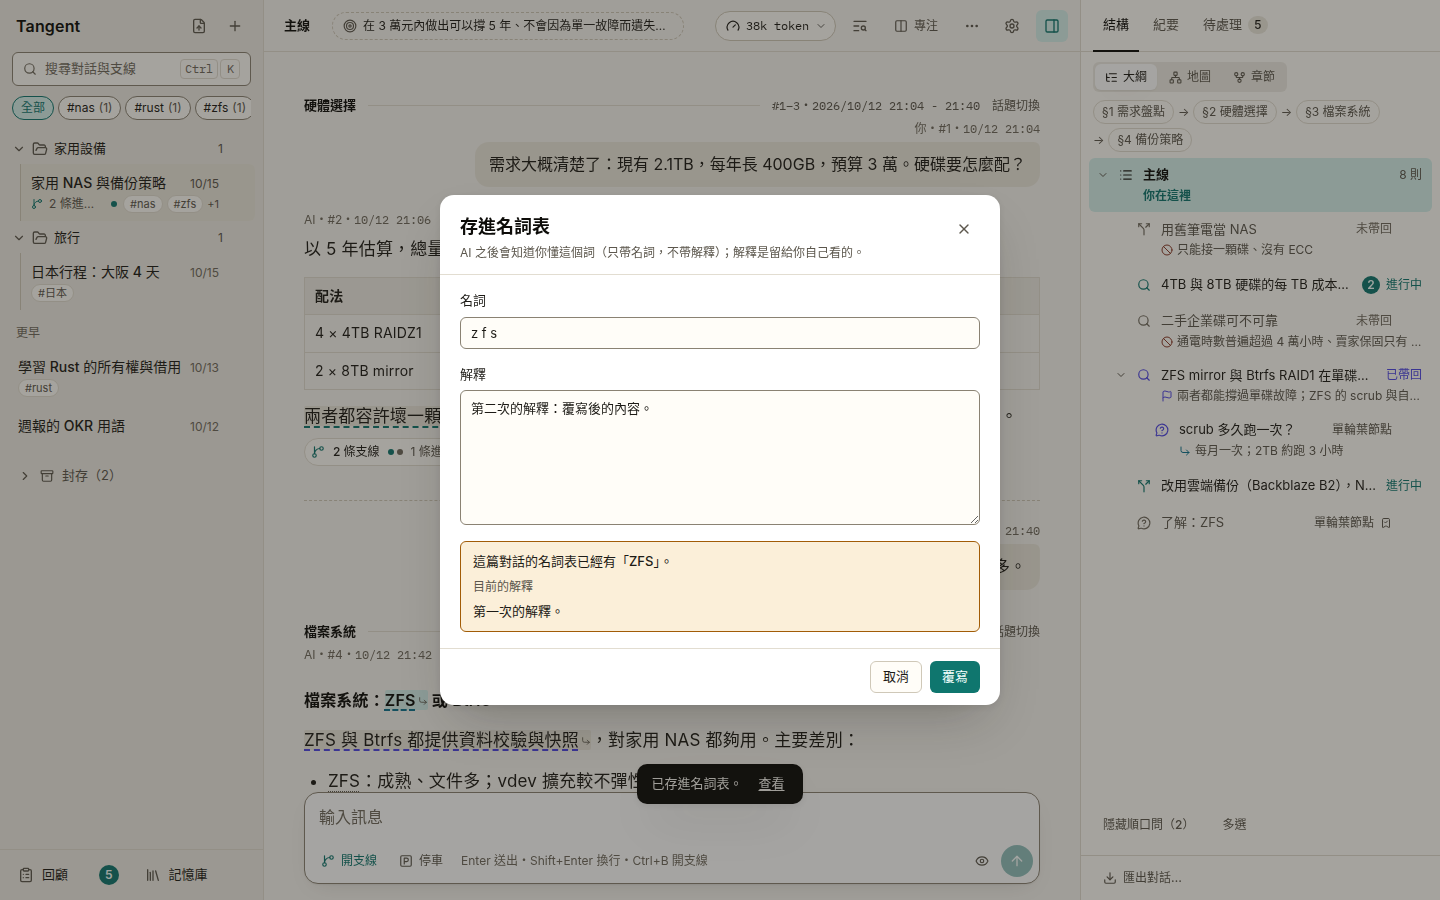 Tangent
搜尋對話與支線 Ctrl K
全部 #nas (1) #rust (1) #zfs (1)
家用設備 1
家用 NAS 與備份策略 10/15
2 條進… #nas #zfs +1
旅行 1
日本行程：大阪 4 天 10/15
#日本
更早
學習 Rust 的所有權與借用 10/13
#rust
週報的 OKR 用語 10/12
封存（2）
回顧 5 記憶庫
主線 在 3 萬元內做出可以撐 5 年、不會因為單一故障而遺失… 38k token 專注
硬體選擇 #1–3・2026/10/12 21:04 - 21:40 話題切換
你・#1・10/12 21:04
需求大概清楚了：現有 2.1TB，每年長 400GB，預算 3 萬。硬碟要怎麼配？
AI・#2・10/12 21:06
以 5 年估算，總量
配法
4 × 4TB RAIDZ1
2 × 8TB mirror
兩者都容許壞一顆 。
2 條支線 1 條進
21:40
多。
檔案系統 話題切換
AI・#4・10/12 21:42
檔案系統：ZFS 或
ZFS 與 Btrfs 都提供資料校驗與快照，對家用 NAS 都夠用。主要差別：
ZFS：成熟、文件多；vdev 擴充較不彈性
輸入訊息
開支線 停車 Enter 送出・Shift+Enter 換行・Ctrl+B 開支線
存進名詞表
AI 之後會知道你懂這個詞（只帶名詞，不帶解釋）；解釋是留給你自己看的。
名詞
z f s
解釋
第二次的解釋：覆寫後的內容。
這篇對話的名詞表已經有「ZFS」。
目前的解釋
第一次的解釋。
取消 覆寫
已存進名詞表。 查看
結構 紀要 待處理 5
大綱 地圖 章節
§1 需求盤點 → §2 硬體選擇 → §3 檔案系統
→ §4 備份策略
主線 8 則
你在這裡
用舊筆電當 NAS 未帶回
只能接一顆碟、沒有 ECC
4TB 與 8TB 硬碟的每 TB 成本… 2 進行中
二手企業碟可不可靠 未帶回
通電時數普遍超過 4 萬小時、賣家保固只有 …
ZFS mirror 與 Btrfs RAID1 在單碟… 已帶回
兩者都能撐過單碟故障；ZFS 的 scrub 與自…
scrub 多久跑一次？ 單輪葉節點
每月一次；2TB 約跑 3 小時
改用雲端備份（Backblaze B2），N… 進行中
了解：ZFS 單輪葉節點
隱藏順口問（2） 多選
匯出對話…